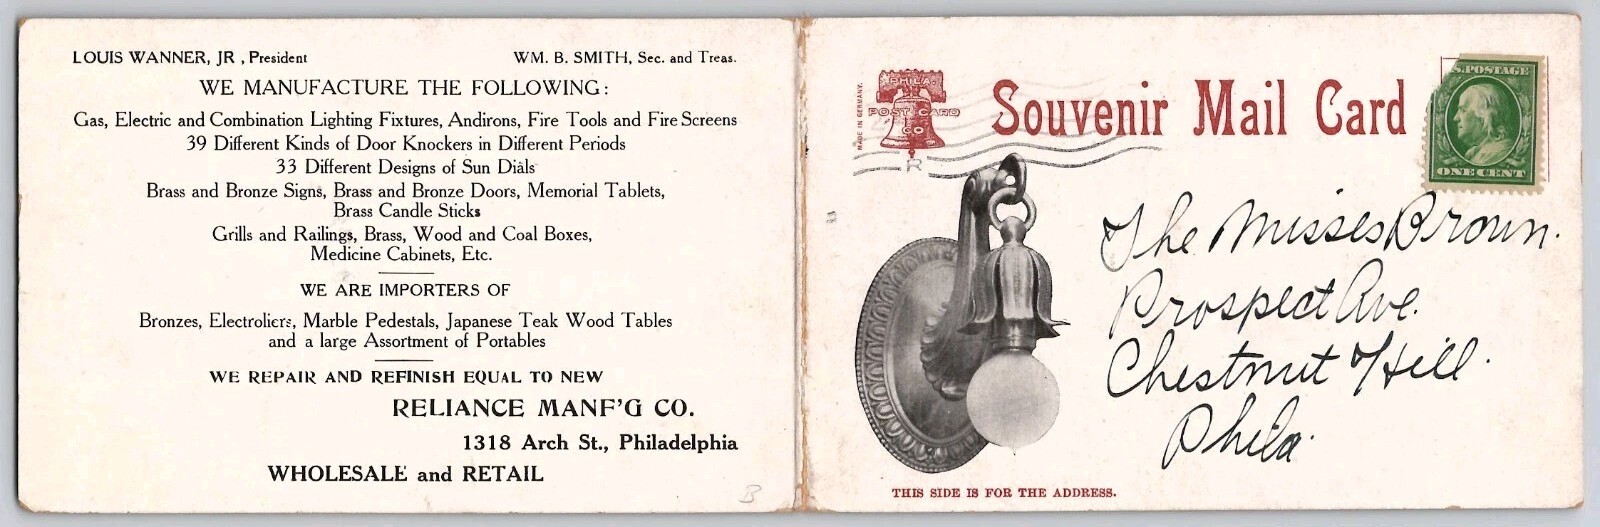 LOUIS WANNER, JR , President
WM. B. SMITH, Sec. and Treas.
WE MANUFACTURE THE FOLLOWING:
Gas, Electric and Combination Lighting Fixtures, Andirons, Fire Tools and Fire Screens
39 Different Kinds of Door Knockers in Different Periods
33 Different Designs of Sun Dials
Brass and Bronze Signs, Brass and Bronze Doors, Memorial Tablets,
Brass Candle Sticks
Grills and Railings, Brass, Wood and Coal Boxes,
Medicine Cabinets, Etc.
WE ARE IMPORTERS OF
Bronzes, Electroliers, Marble Pedestals, Japanese Teak Wood Tables
and a large Assortment of Portables
WE REPAIR AND REFINISH EQUAL TO NEW
RELIANCE MANF'G CO.
1318 Arch St., Philadelphia
WHOLESALE and RETAIL
B
MADE IN GERMANY.
PHILA.
POST CARD
CO
R
Souvenir Mail Card
S. POSTAGE
ONE CENT
The Misses Brown.
Prospect Ave.
Chestnut Hill.
Phila.
THIS SIDE IS FOR THE ADDRESS.